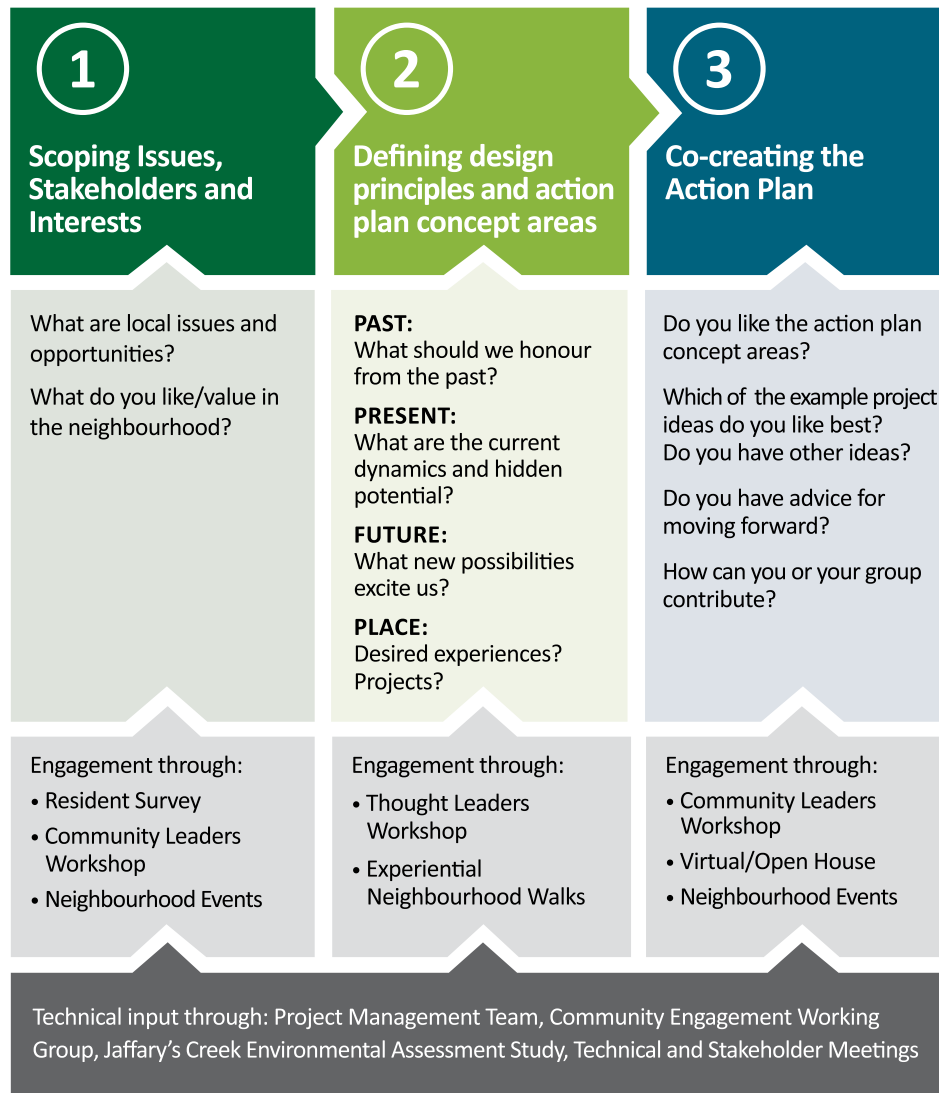 1
Scoping Issues,
Stakeholders and
Interests
What are local issues and
opportunities?
What do you like/value in
the neighbourhood?
Engagement through:
• Resident Survey
• Community Leaders
Workshop
• Neighbourhood Events
2
Defining design
principles and action
plan concept areas
PAST:
What should we honour
from the past?
PRESENT:
What are the current
dynamics and hidden
potential?
FUTURE:
What new possibilities
excite us?
PLACE:
Desired experiences?
Projects?
Engagement through:
• Thought Leaders
Workshop
• Experiential
Neighbourhood Walks
3
Co-creating the
Action Plan
Do you like the action plan
concept areas?
Which of the example project
ideas do you like best?
Do you have other ideas?
Do you have advice for
moving forward?
How can you or your group
contribute?
Engagement through:
• Community Leaders
Workshop
• Virtual/Open House
• Neighbourhood Events
Technical input through: Project Management Team, Community Engagement Working
Group, Jaffary’s Creek Environmental Assessment Study, Technical and Stakeholder Meetings